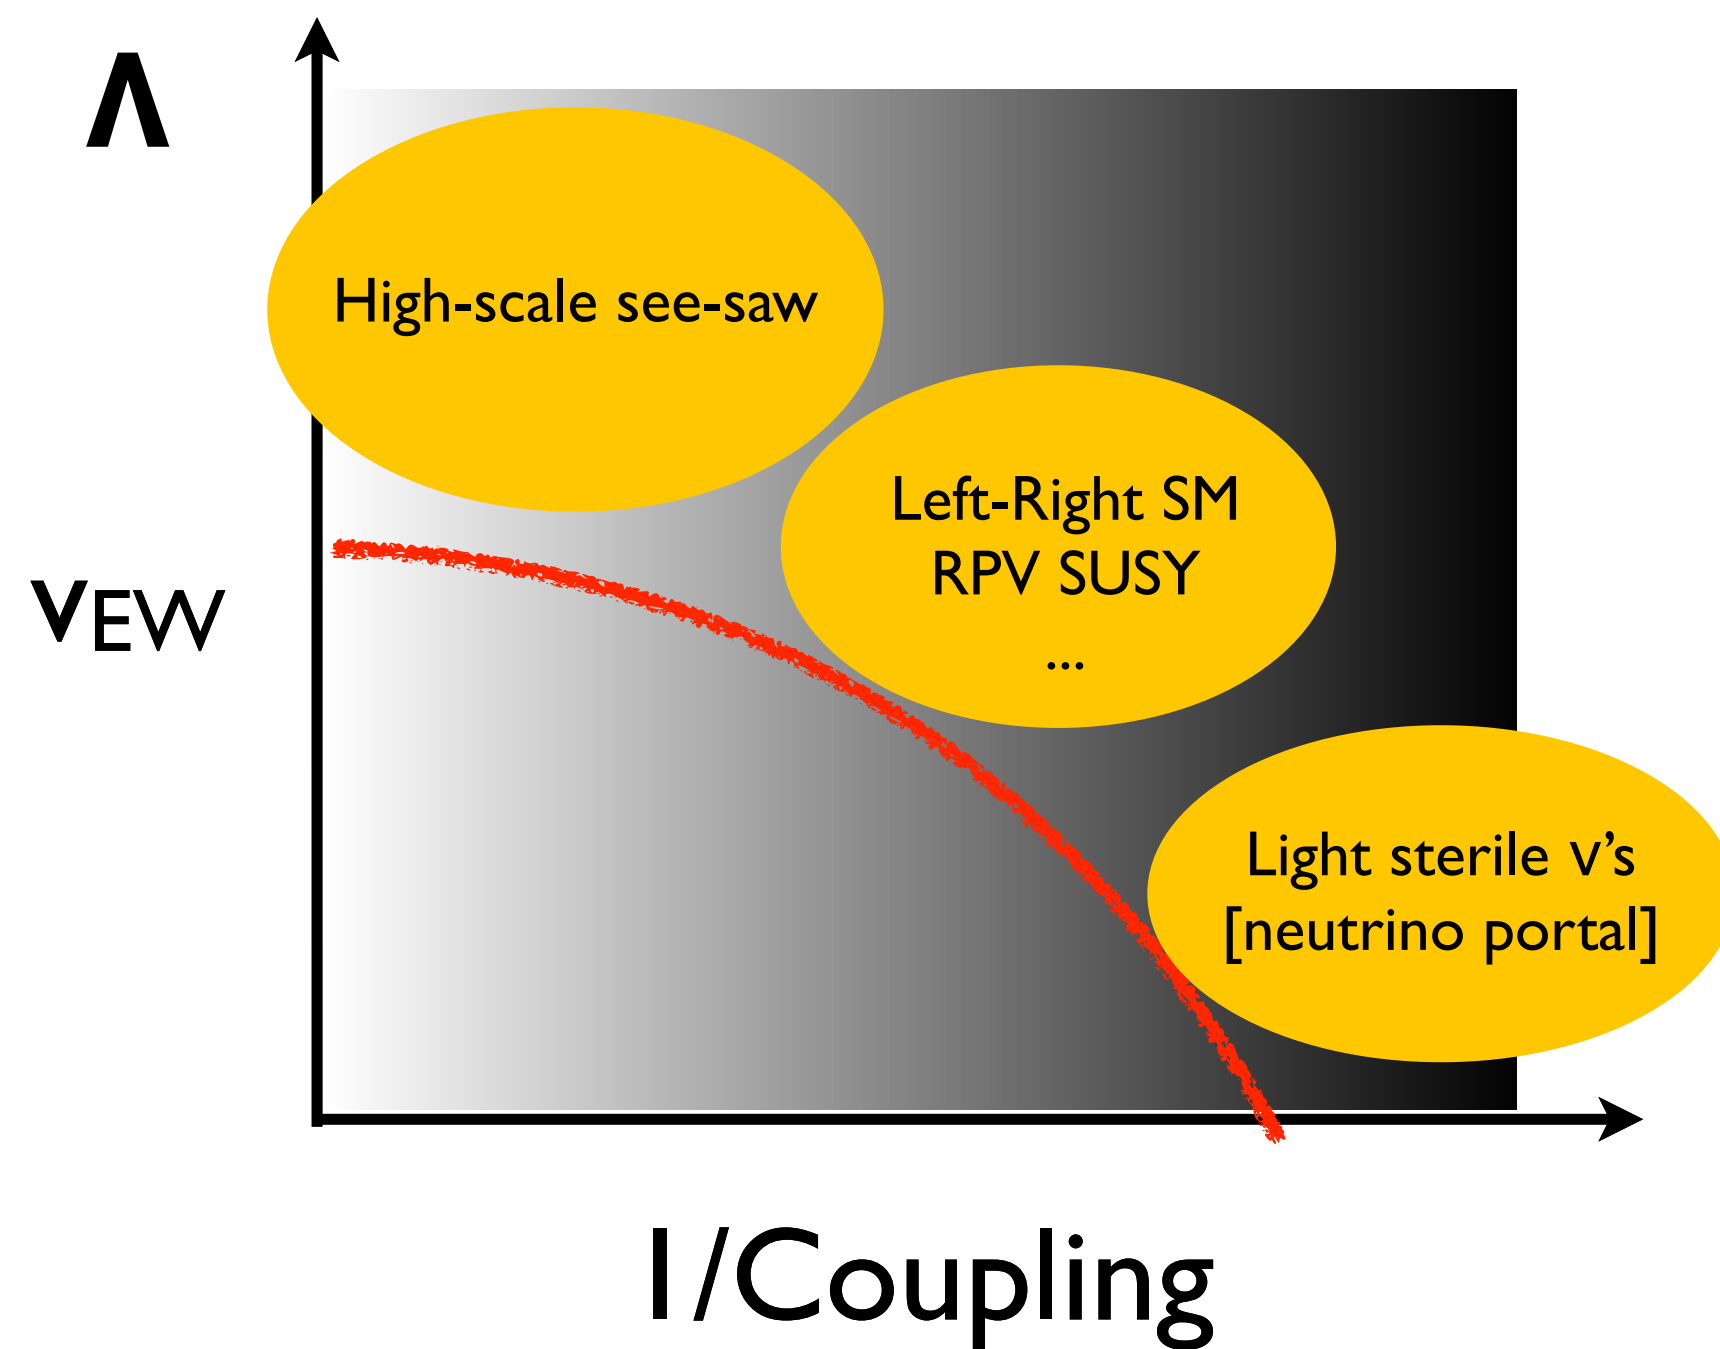 Λ
High-scale see-saw
Left-Right SM
RPV SUSY
...
vEW
Light sterile ν’s
[neutrino portal]
1/Coupling